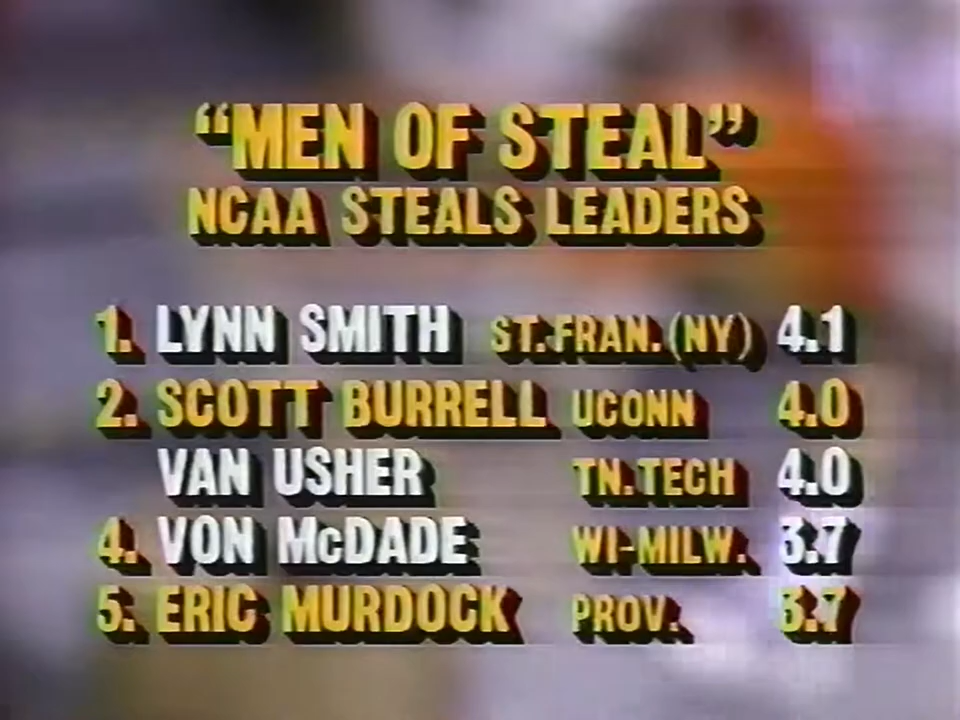 “MEN OF STEAL”
NCAA STEALS LEADERS
1. LYNN SMITH ST.FRAN.(NY) 4.1
2. SCOTT BURRELL UCONN 4.0
VAN USHER TN.TECH 4.0
4. VON McDADE WI-MILW. 3.7
5. ERIC MURDOCK PROV. 3.7